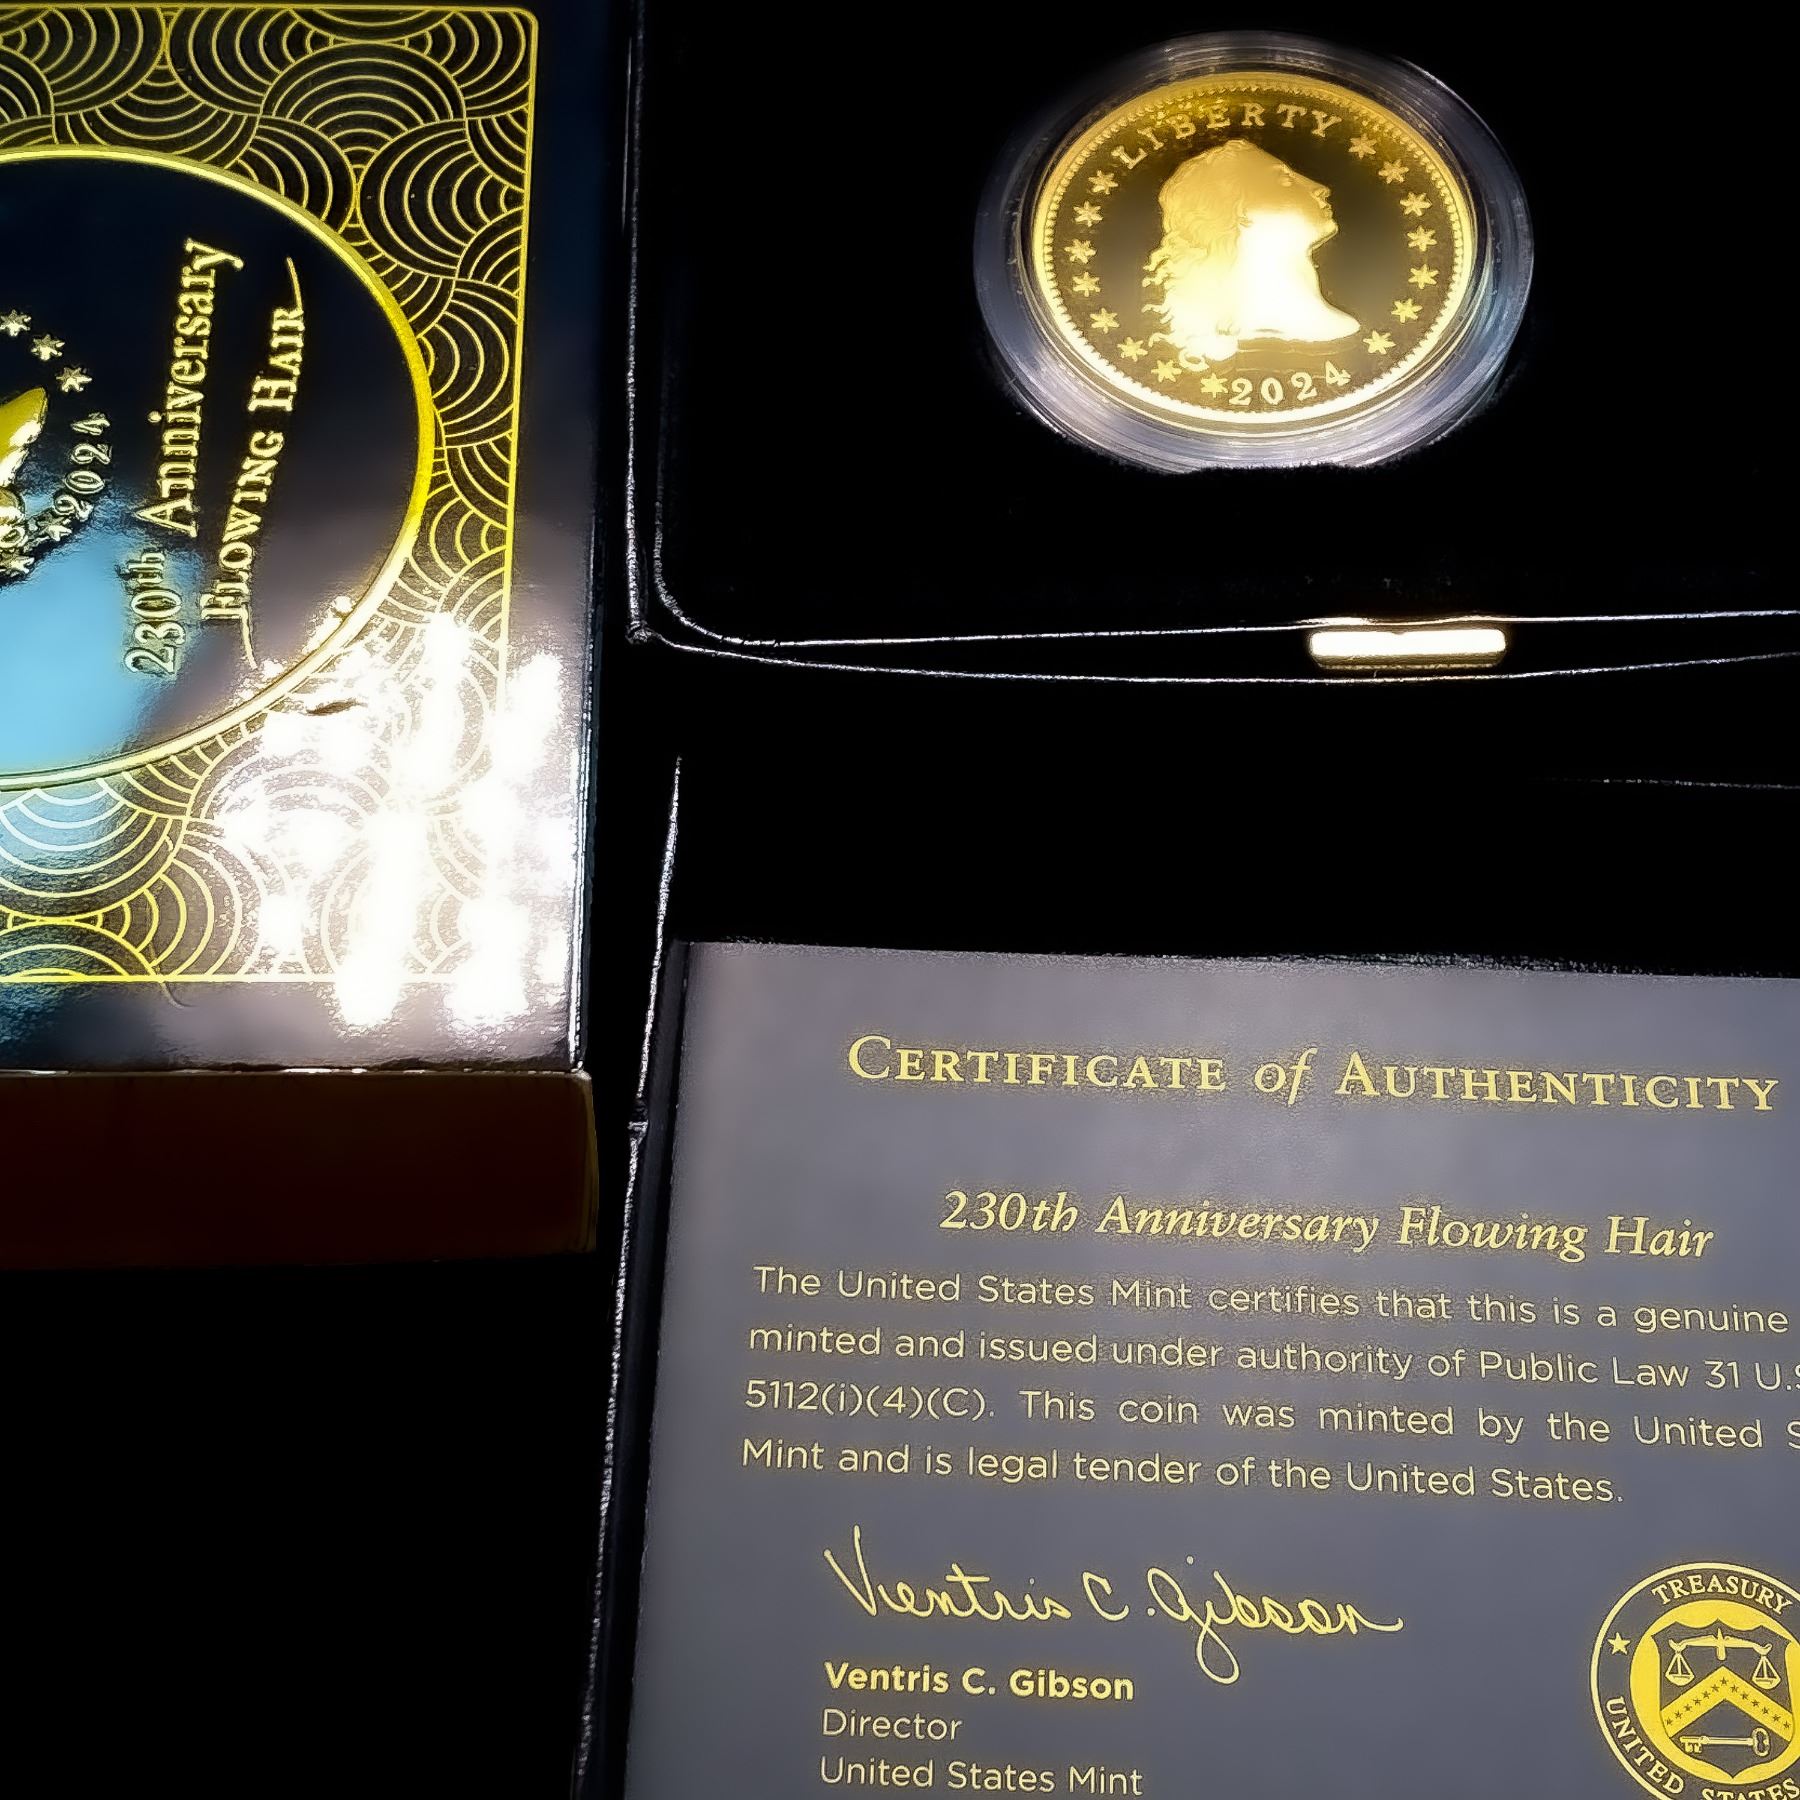 LIBERTY
2024
2024
230th Anniversary
FLOWING HAIR
CERTIFICATE of AUTHENTICITY
230th Anniversary Flowing Hair
The United States Mint certifies that this is a genuine
minted and issued under authority of Public Law 31 U.S
5112(i)(4)(C). This coin was minted by the United S
Mint and is legal tender of the United States.
Ventris C. Gibson
Ventris C. Gibson
Director
United States Mint
TREASURY
UNITED STATES